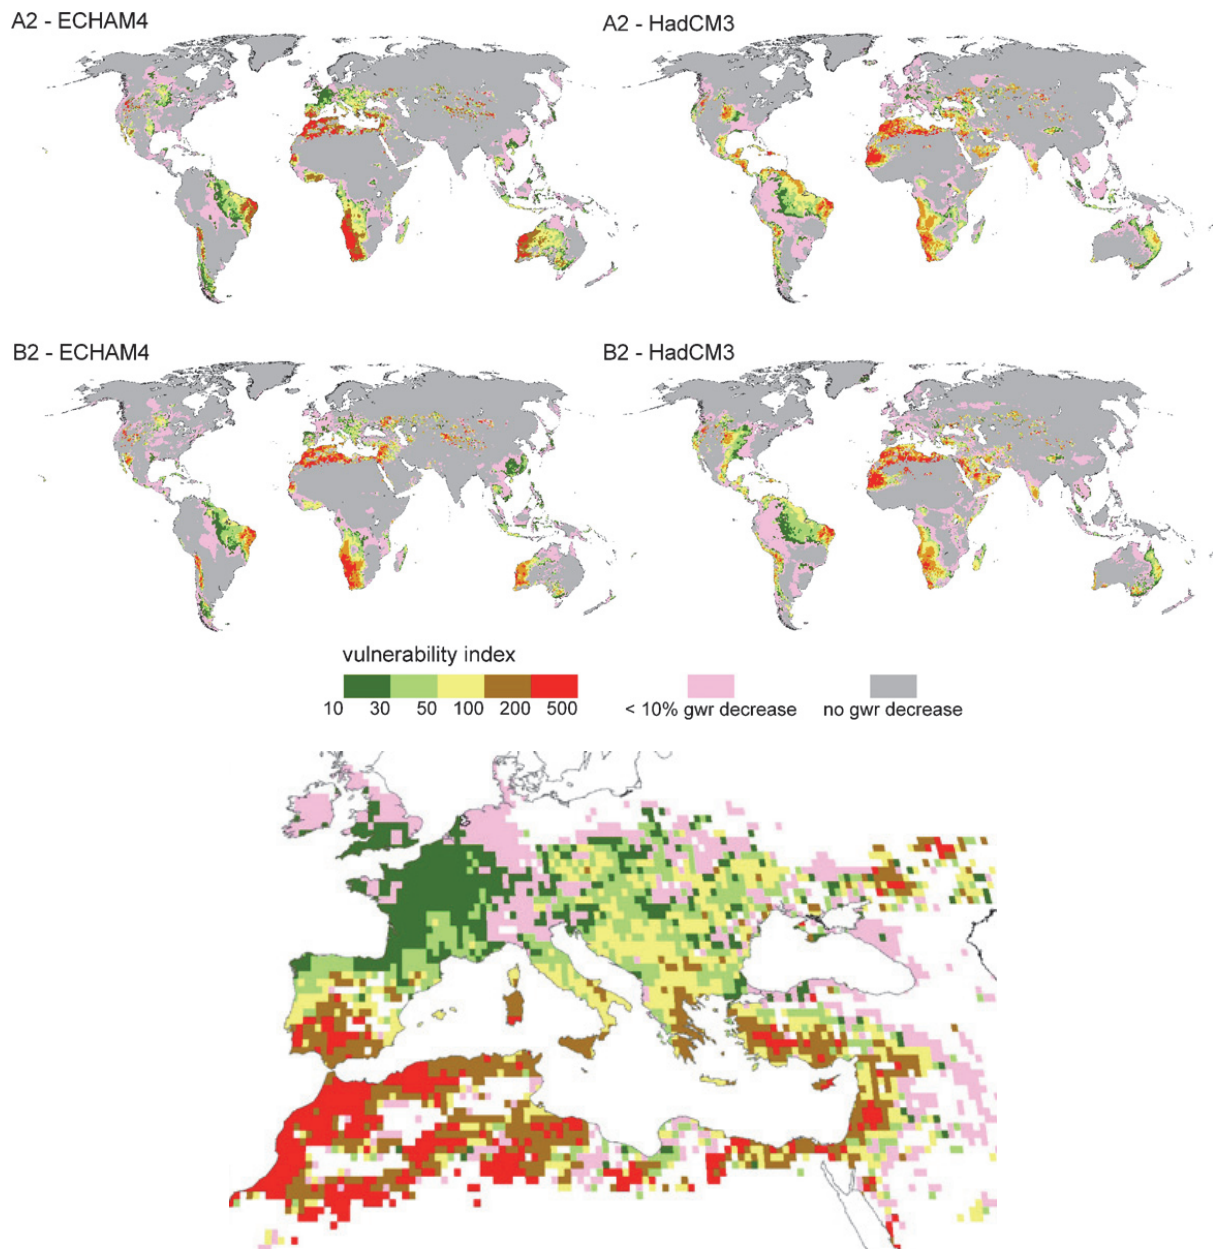 A2 - ECHAM4
A2 - HadCM3
B2 - ECHAM4
B2 - HadCM3
vulnerability index
10 30 50 100 200 500
< 10% gwr decrease
no gwr decrease